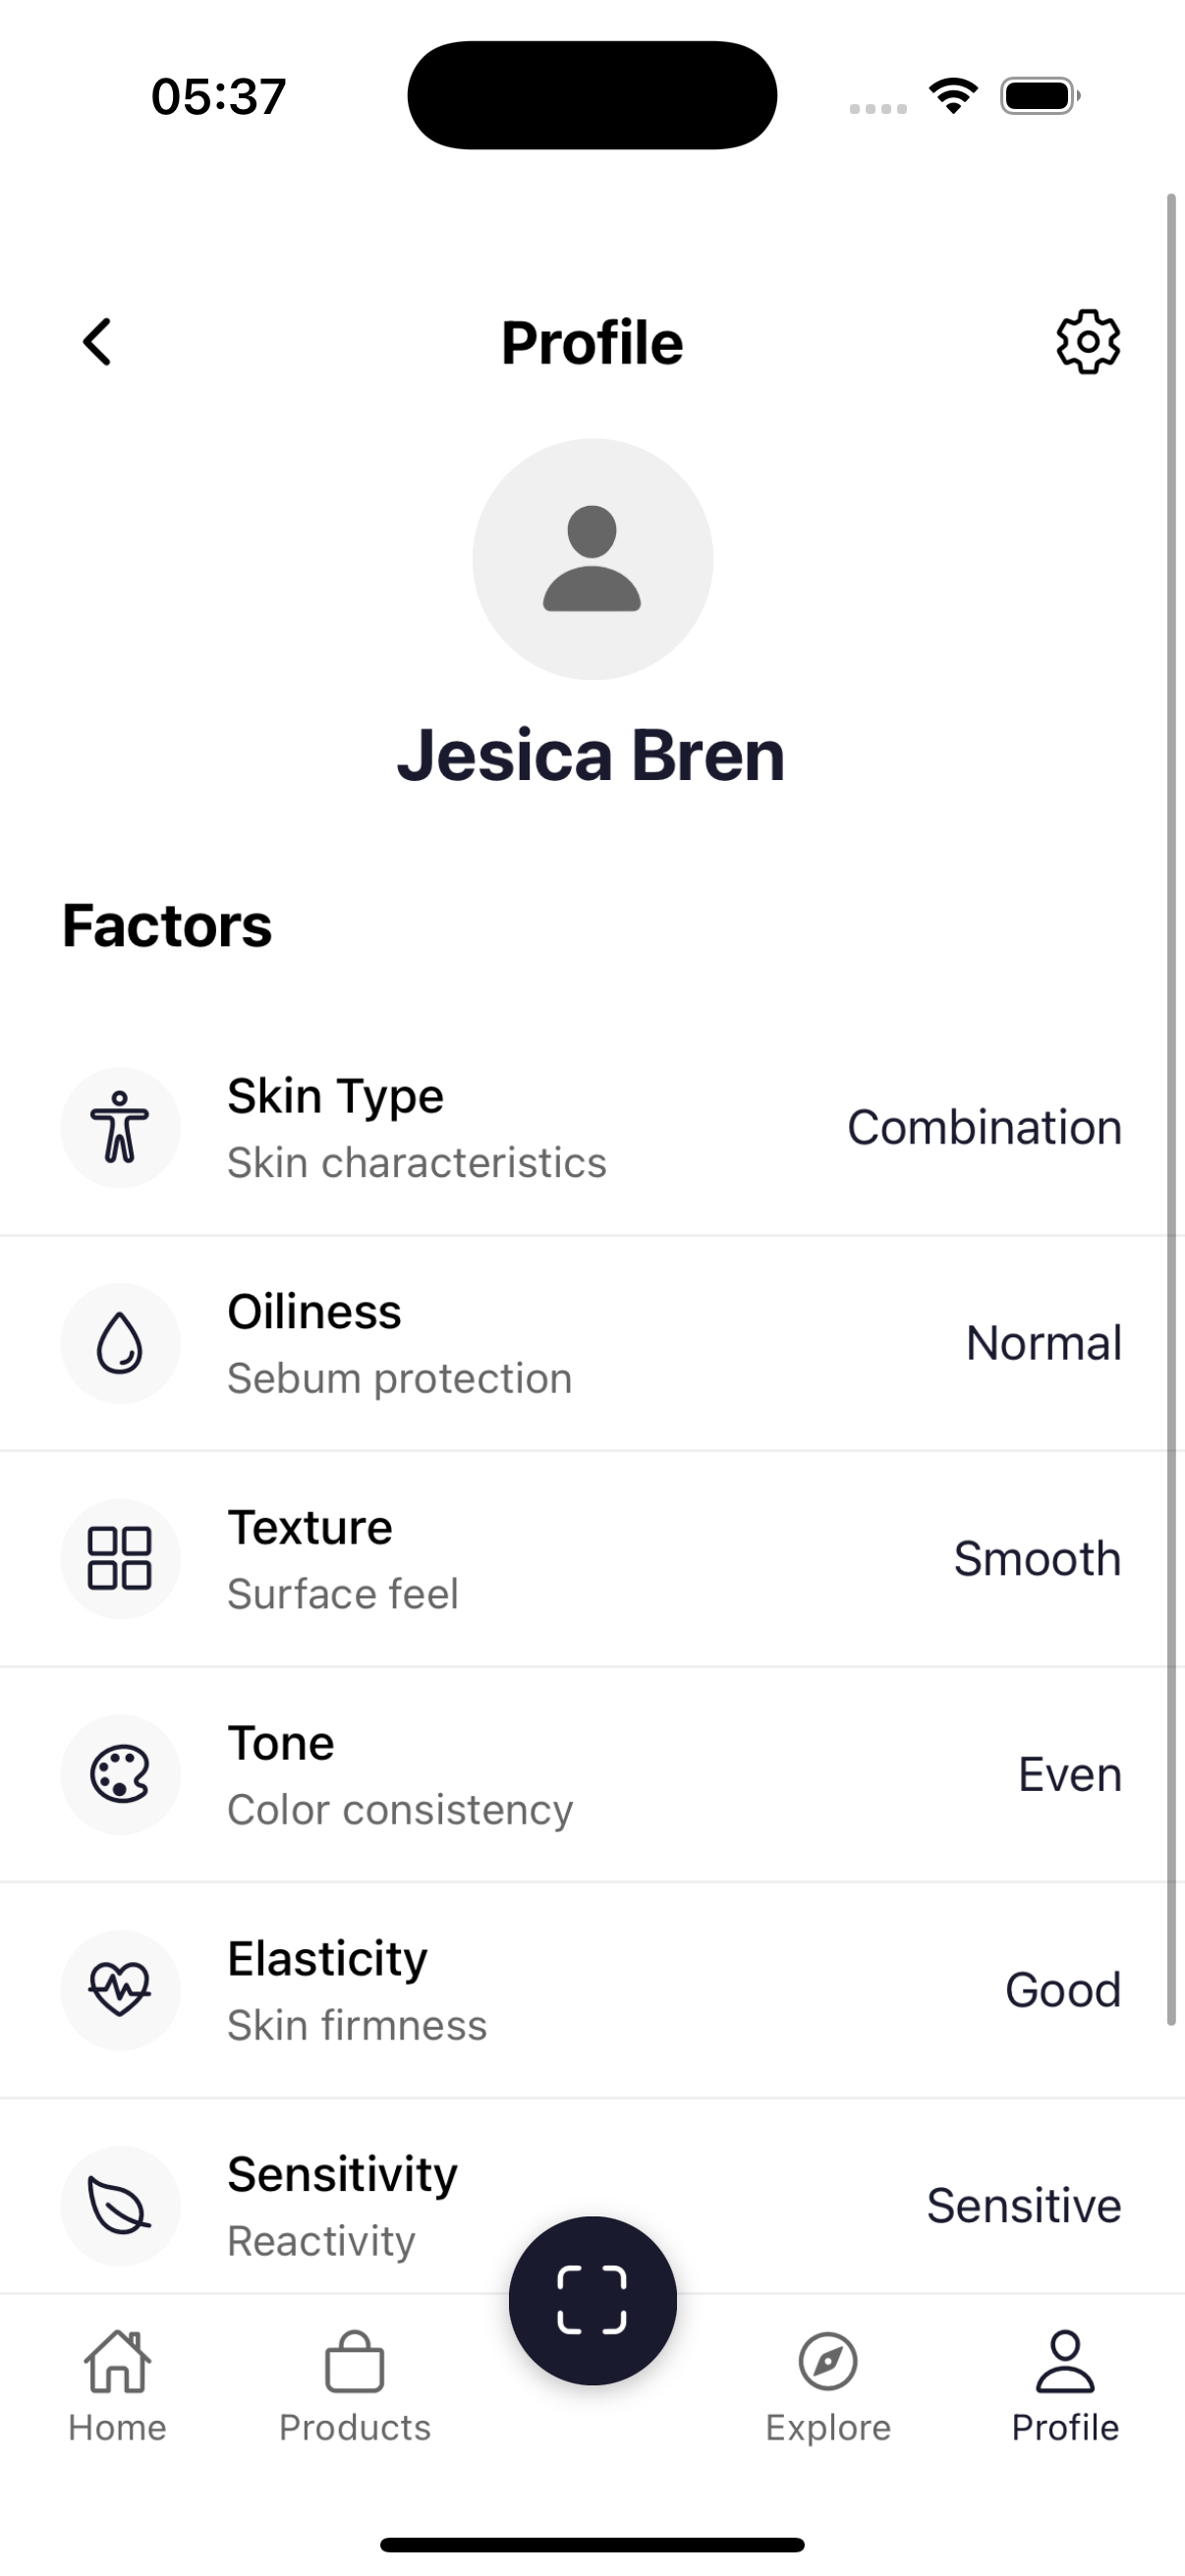 05:37
Profile
Jesica Bren
Factors
Skin Type
Skin characteristics
Combination
Oiliness
Sebum protection
Normal
Texture
Surface feel
Smooth
Tone
Color consistency
Even
Elasticity
Skin firmness
Good
Sensitivity
Reactivity
Sensitive
Home
Products
Explore
Profile